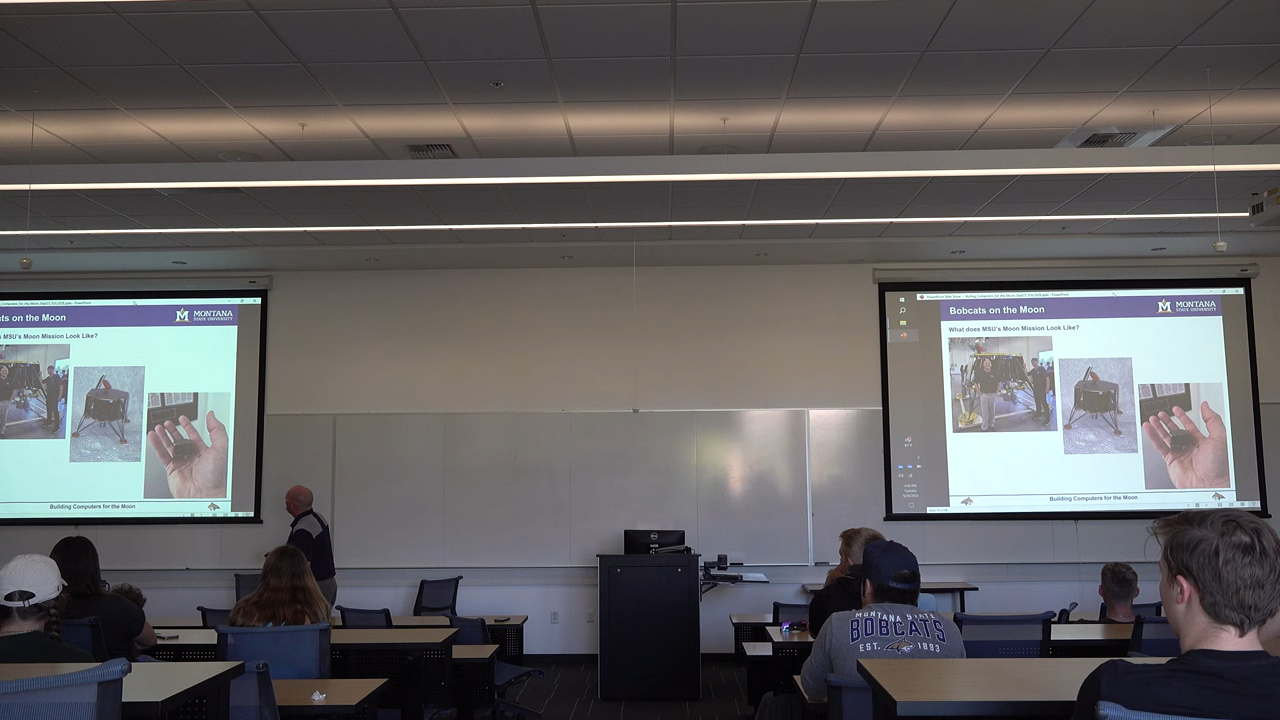 ts on the Moon
MONTANA
STATE UNIVERSITY
MSU's Moon Mission Look Like?
Building Computers for the Moon
Bobcats on the Moon
MONTANA
STATE UNIVERSITY
What does MSU's Moon Mission Look Like?
Building Computers for the Moon
DELL
MONTANA STATE
BOBCATS
EST. 1893